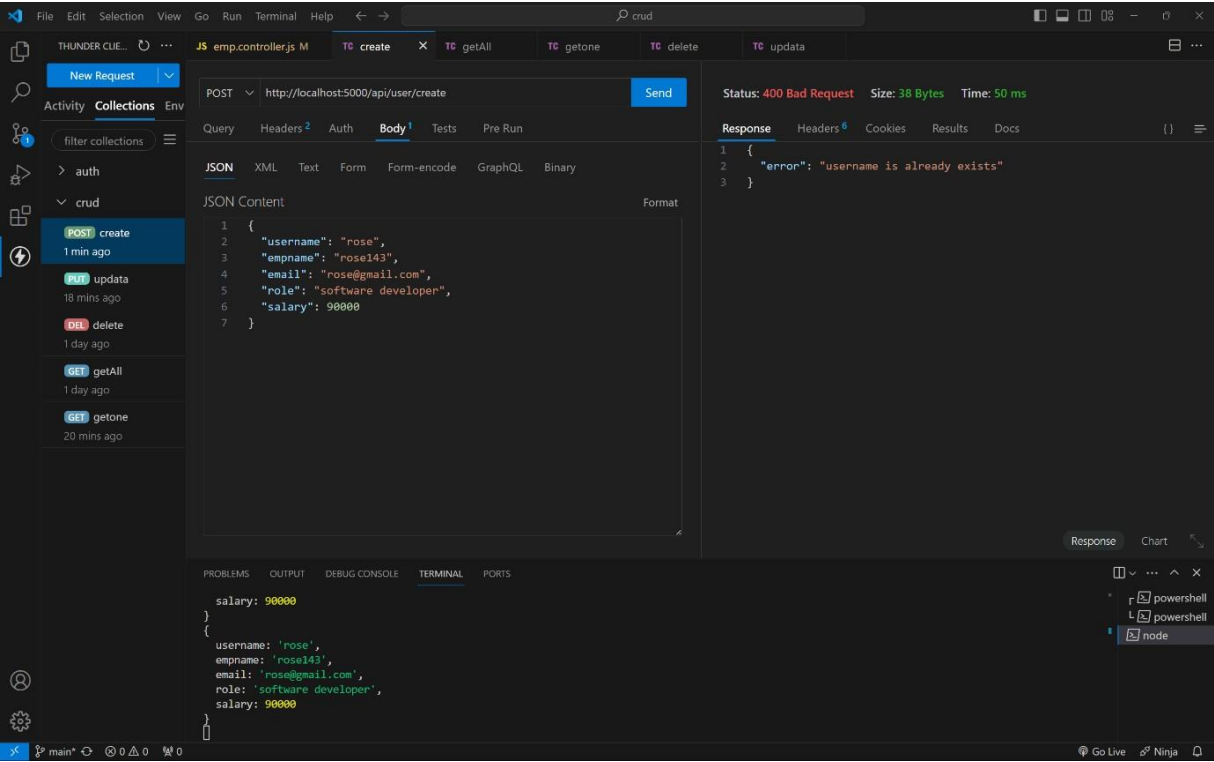 File Edit Selection View Go Run Terminal Help crud
THUNDER CLIE...
New Request
Activity Collections Env
filter collections
auth
crud
POST create
1 min ago
PUT updata
18 mins ago
DEL delete
1 day ago
GET getAll
1 day ago
GET getone
20 mins ago
JS emp.controller.js M TC create TC getAll TC getone TC delete TC updata
POST http://localhost:5000/api/user/create Send
Query Headers 2 Auth Body 1 Tests Pre Run
JSON XML Text Form Form-encode GraphQL Binary
JSON Content Format
1 {
2 "username": "rose",
3 "empname": "rose143",
4 "email": "rose@gmail.com",
5 "role": "software developer",
6 "salary": 90000
7 }
Status: 400 Bad Request Size: 38 Bytes Time: 50 ms
Response Headers 6 Cookies Results Docs {}
1 {
2 "error": "username is already exists"
3 }
Response Chart
PROBLEMS OUTPUT DEBUG CONSOLE TERMINAL PORTS
salary: 90000
}
{
username: 'rose',
empname: 'rose143',
email: 'rose@gmail.com',
role: 'software developer',
salary: 90000
}
powershell
powershell
node
1
main* 0 0 0 Go Live Ninja